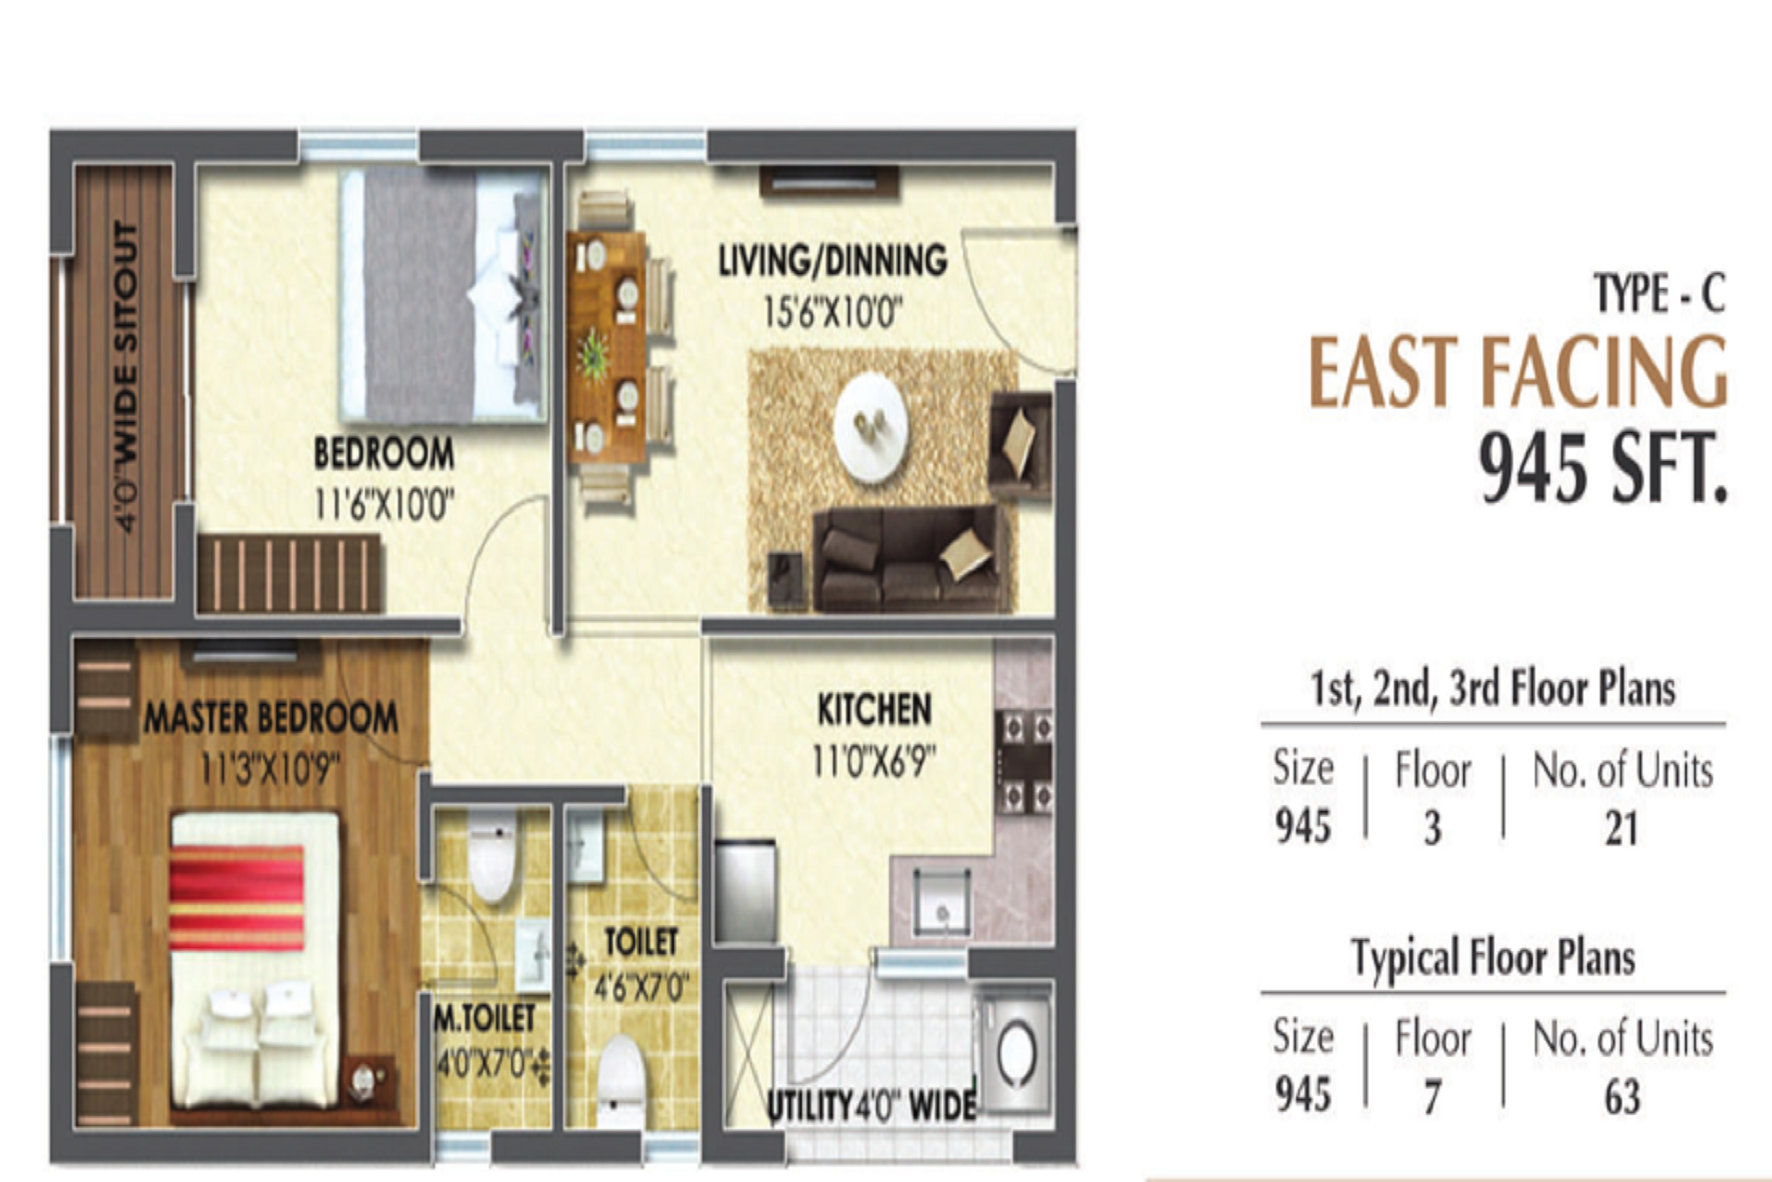 4'0"WIDE SITOUT
BEDROOM
11'6"X10'0"
LIVING/DINNING
15'6"X10'0"
MASTER BEDROOM
11'3"X10'9"
KITCHEN
11'0"X6'9"
TOILET
4'6"X7'0"
M.TOILET
4'0"X7'0"
UTILITY 4'0" WIDE
TYPE - C
EAST FACING
945 SFT.
1st, 2nd, 3rd Floor Plans
Size | Floor | No. of Units
945 | 3 | 21
Typical Floor Plans
Size | Floor | No. of Units
945 | 7 | 63